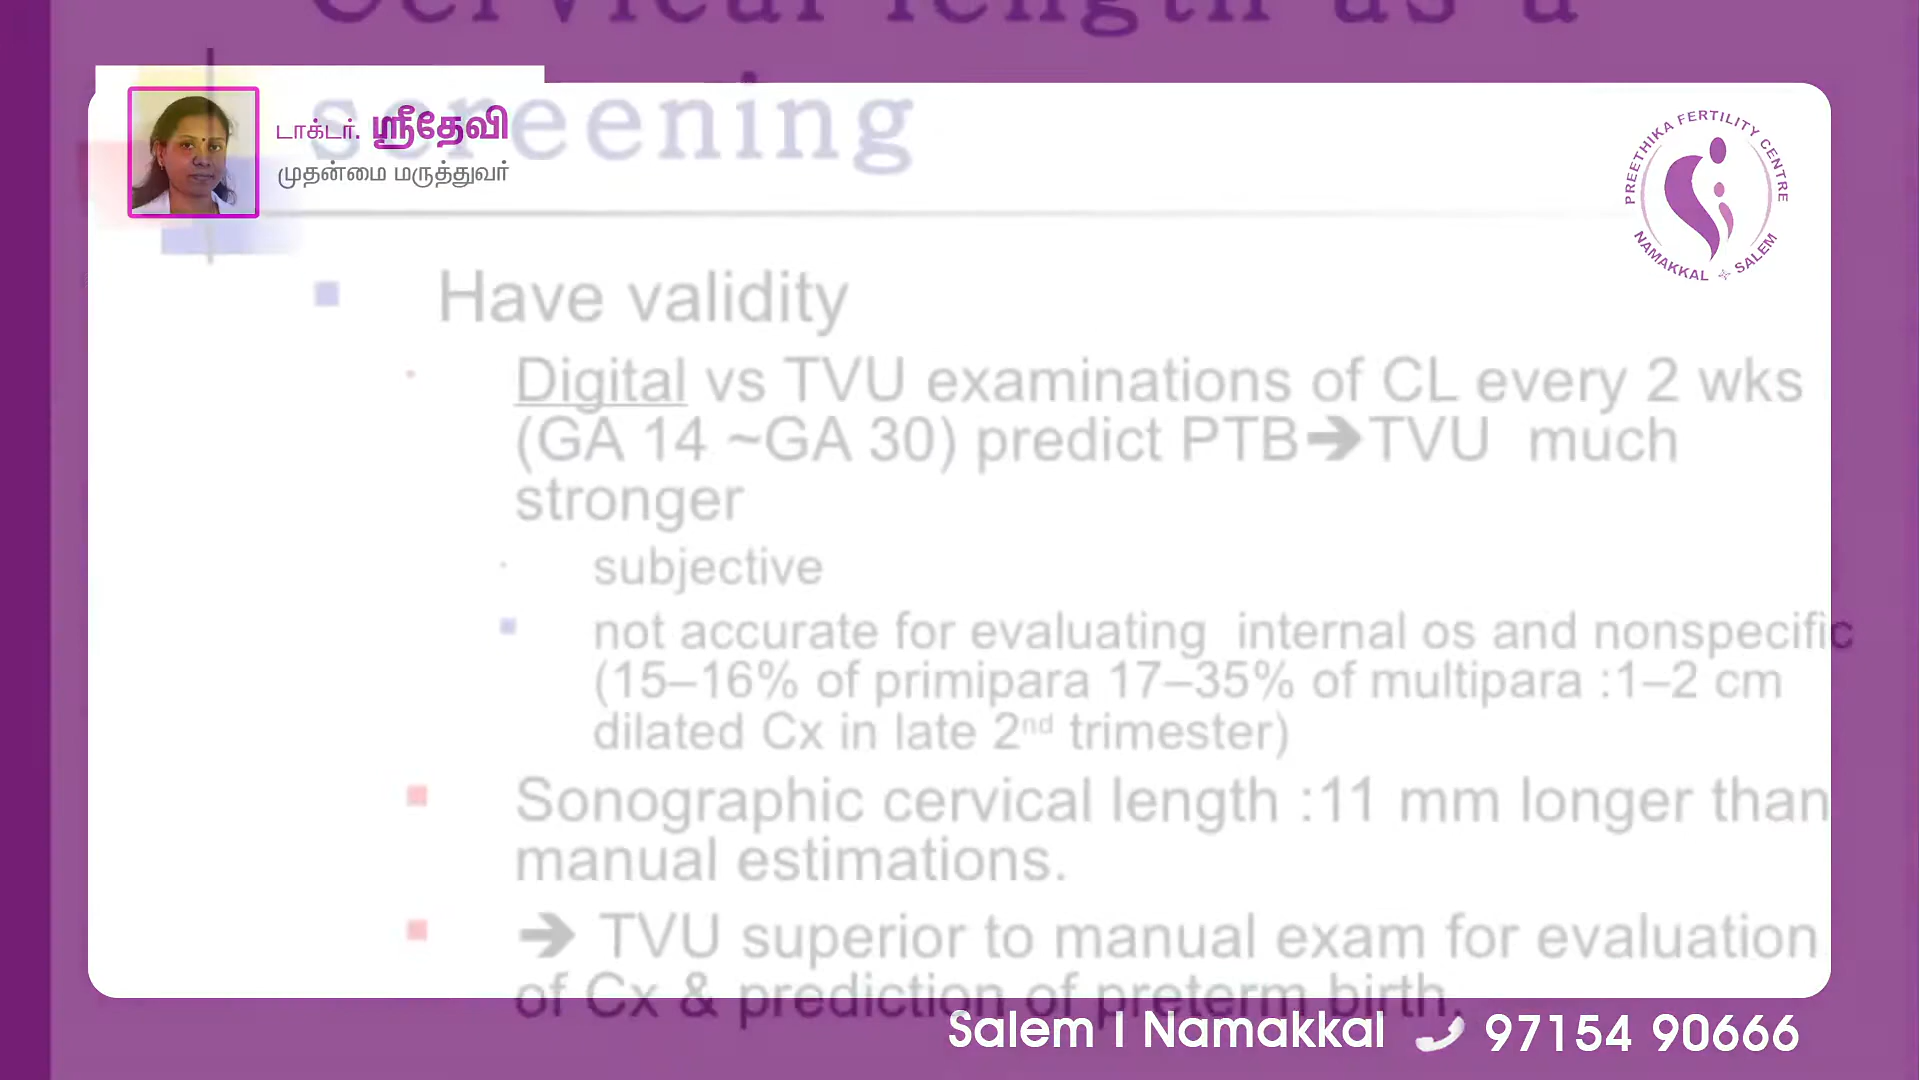 Cervical length as a
screening
டாக்டர். ஸ்ரீதேவி
முதன்மை மருத்துவர்
PREETHIKA FERTILITY CENTRE
NAMAKKAL SALEM
Have validity
Digital vs TVU examinations of CL every 2 wks
(GA 14 ~GA 30) predict PTB➔TVU much
stronger
subjective
not accurate for evaluating internal os and nonspecific
(15–16% of primipara 17–35% of multipara :1–2 cm
dilated Cx in late 2nd trimester)
Sonographic cervical length :11 mm longer than
manual estimations.
➔ TVU superior to manual exam for evaluation
of Cx & prediction of preterm birth.
Salem I Namakkal 97154 90666